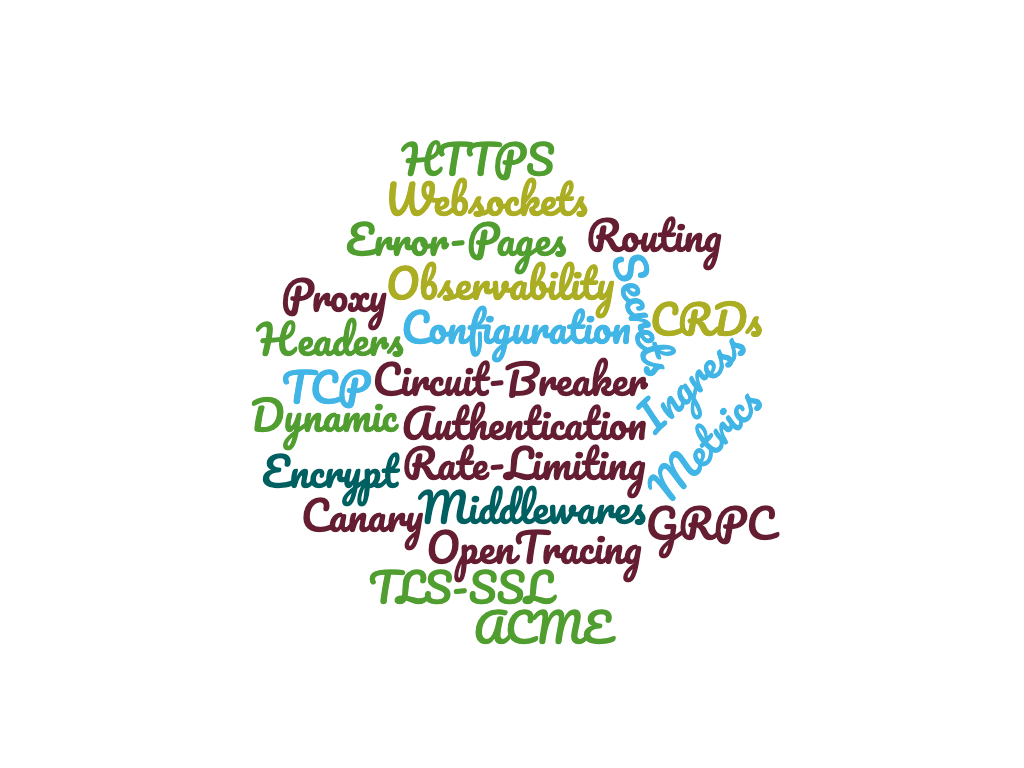 HTTPS
Websockets
Error-Pages
Routing
Observability
Secrets
Proxy
CRDs
Headers
Configuration
Ingress
TCP
Circuit-Breaker
Dynamic
Authentication
Metrics
Encrypt
Rate-Limiting
Canary
Middlewares
GRPC
OpenTracing
TLS-SSL
ACME